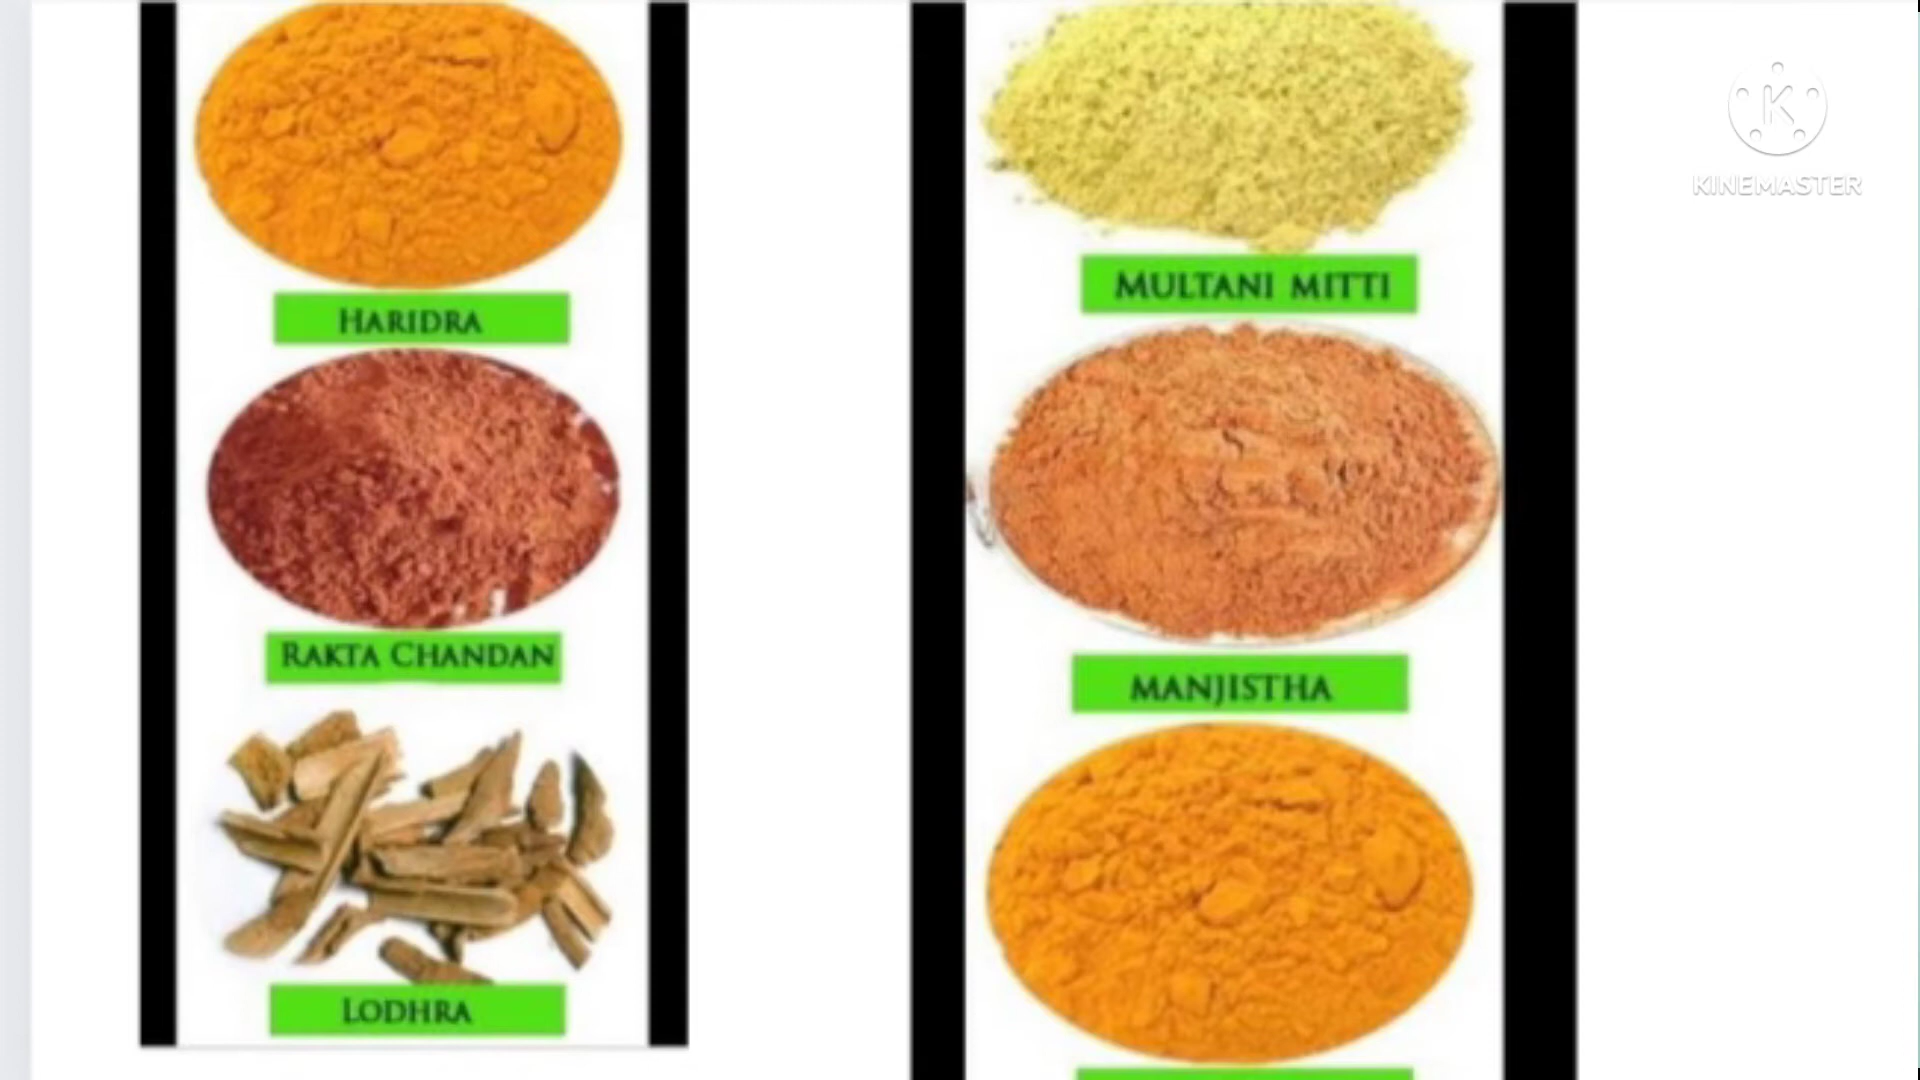 HARIDRA
RAKTA CHANDAN
LODHRA
MULTANI MITTI
MANJISTHA
K
KINEMASTER